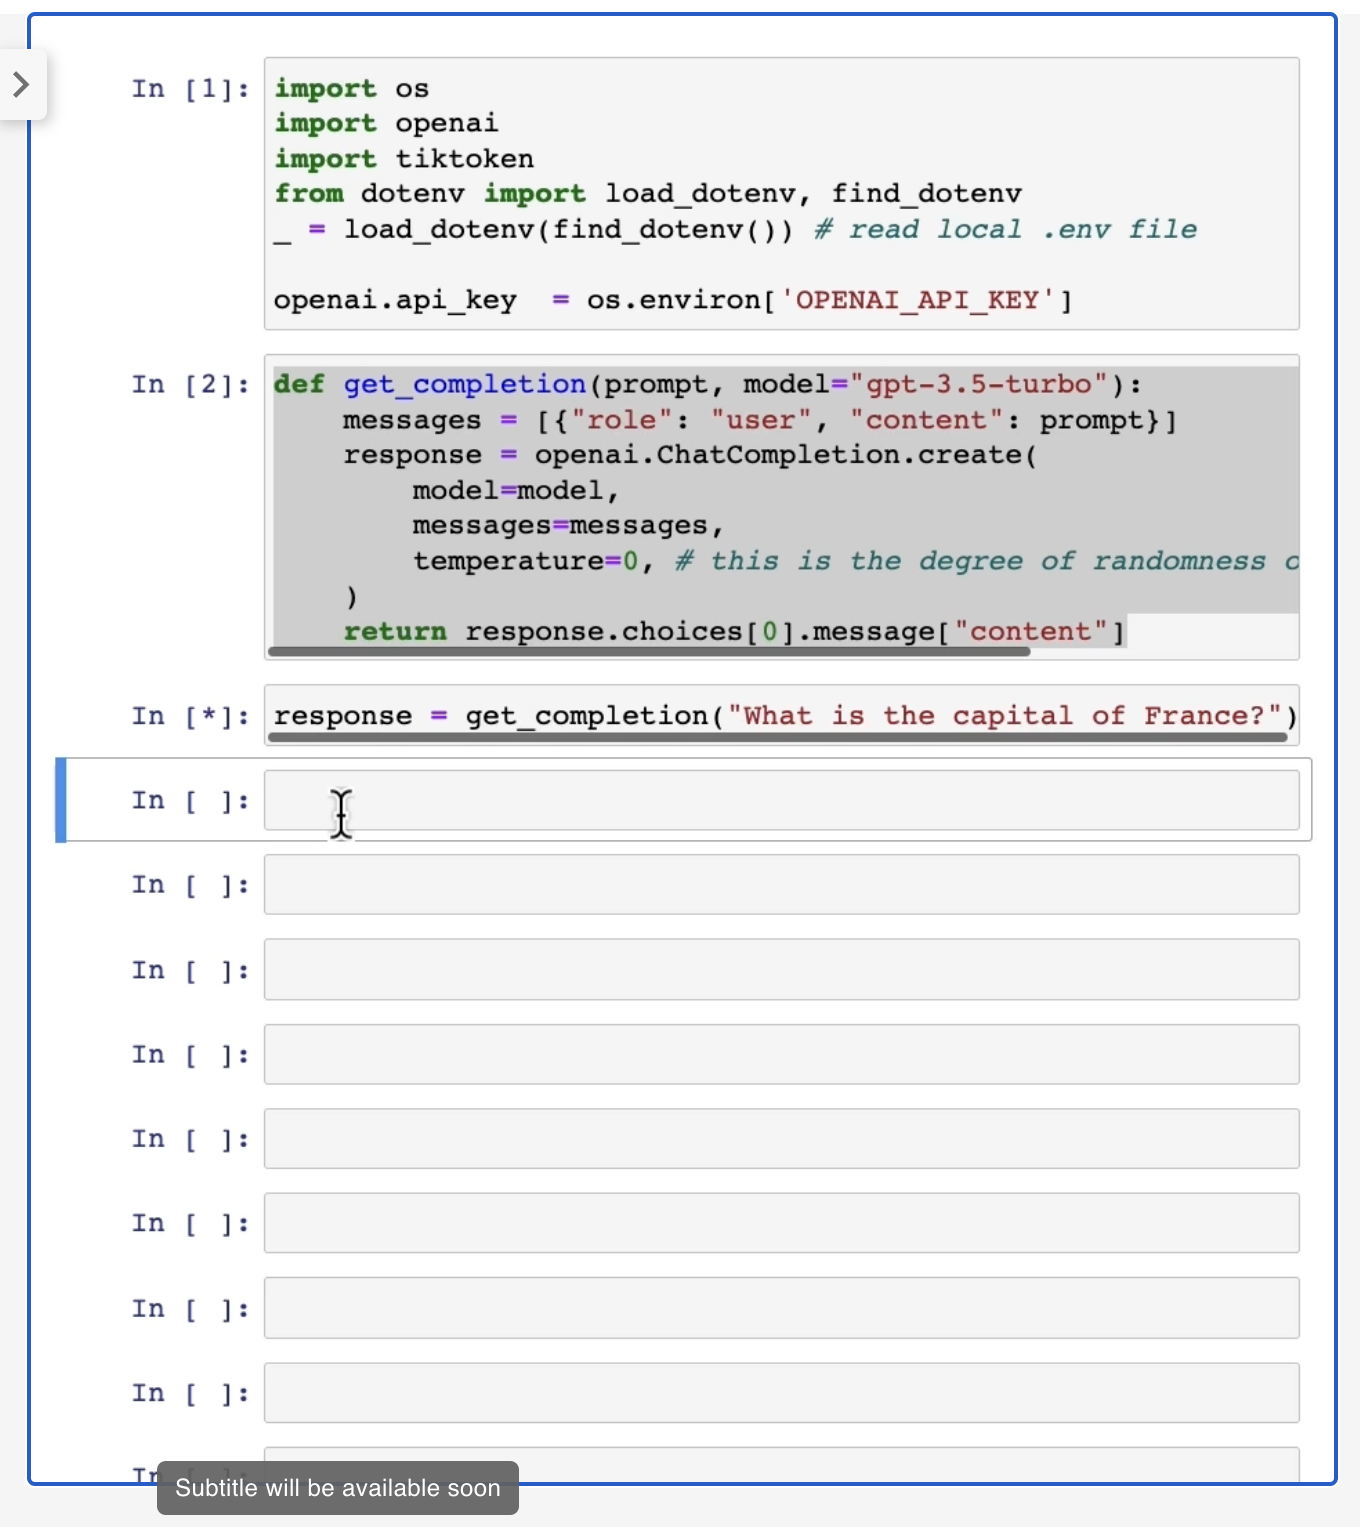 In [1]:
import os
import openai
import tiktoken
from dotenv import load_dotenv, find_dotenv
_ = load_dotenv(find_dotenv()) # read local .env file
openai.api_key  = os.environ['OPENAI_API_KEY']
In [2]:
def get_completion(prompt, model="gpt-3.5-turbo"):
    messages = [{"role": "user", "content": prompt}]
    response = openai.ChatCompletion.create(
        model=model,
        messages=messages,
        temperature=0, # this is the degree of randomness
    )
    return response.choices[0].message["content"]
In [*]:
response = get_completion("What is the capital of France?")
In [ ]:
In [ ]:
In [ ]:
In [ ]:
In [ ]:
In [ ]:
In [ ]:
In [ ]:
In [ ]:
Subtitle will be available soon